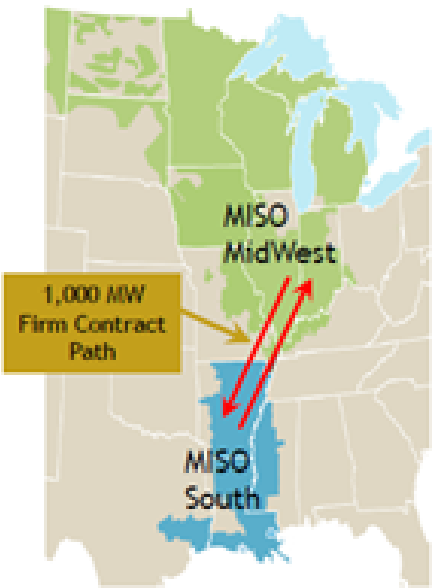 MISO
MidWest
1,000 MW
Firm Contract
Path
MISO
South